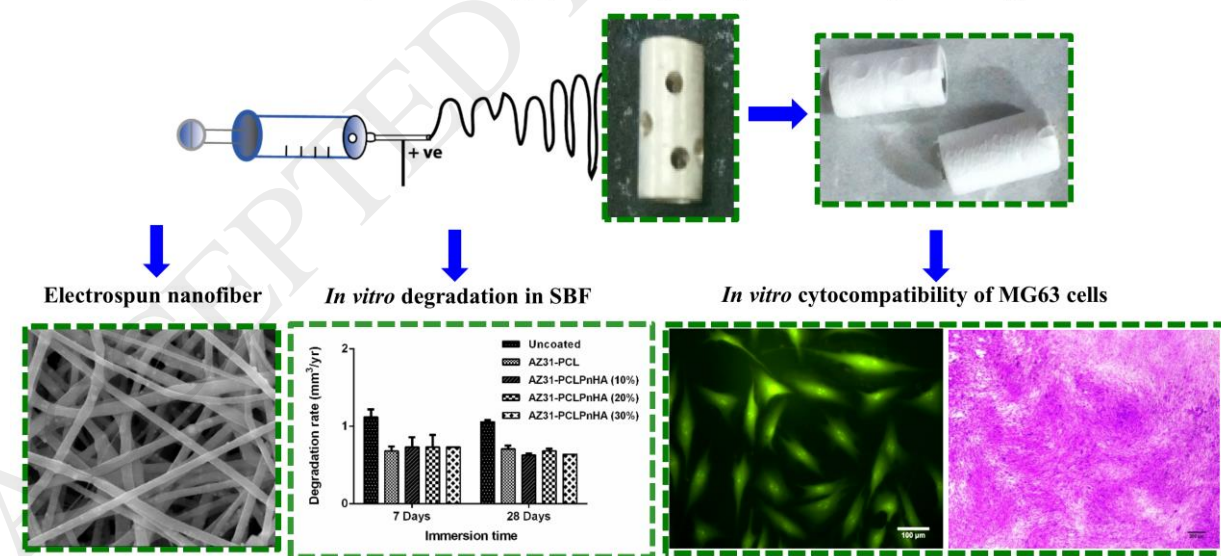 + ve
Electrospun nanofiber
In vitro degradation in SBF
In vitro cytocompatibility of MG63 cells
Degradation rate (mm³/yr)
2
1
0
Uncoated
AZ31-PCL
AZ31-PCLPnHA (10%)
AZ31-PCLPnHA (20%)
AZ31-PCLPnHA (30%)
7 Days
28 Days
Immersion time
100 µm